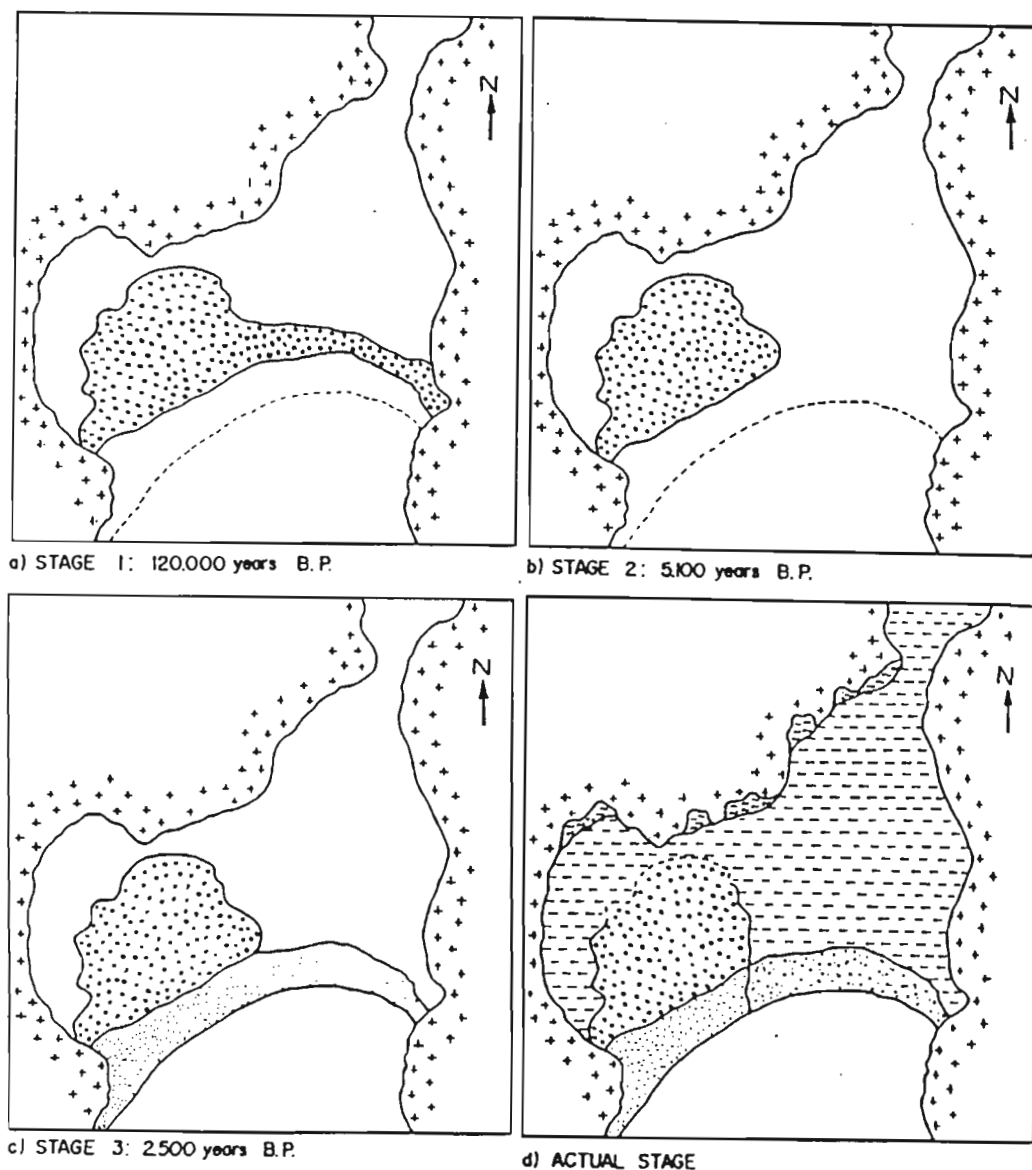 N
N
a) STAGE 1: 120.000 years B.P.
b) STAGE 2: 5.100 years B.P.
N
N
c) STAGE 3: 2.500 years B.P.
d) ACTUAL STAGE